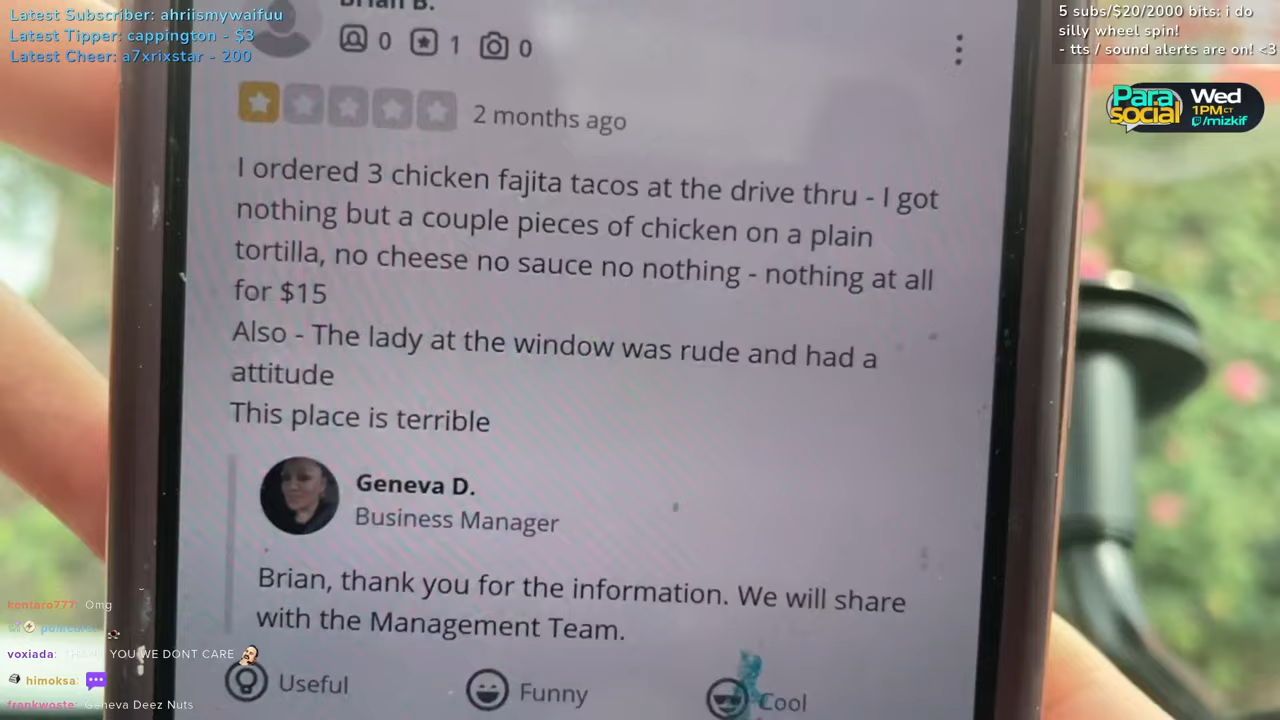 Latest Subscriber: ahriismywaifuu
Latest Tipper: cappington - $3
Latest Cheer: a7xrixstar - 200
5 subs/$20/2000 bits: i do
silly wheel spin!
- tts / sound alerts are on! <3
Para
social
Wed
1PM CT
/mizkif
Brian B.
0 1 0
2 months ago
I ordered 3 chicken fajita tacos at the drive thru - I got
nothing but a couple pieces of chicken on a plain
tortilla, no cheese no sauce no nothing - nothing at all
for $15
Also - The lady at the window was rude and had a
attitude
This place is terrible
Geneva D.
Business Manager
Brian, thank you for the information. We will share
with the Management Team.
Useful
Funny
Cool
kentaro777: Omg
voxiada: THANK YOU WE DONT CARE
himoksa:
frankwoste: Geneva Deez Nuts